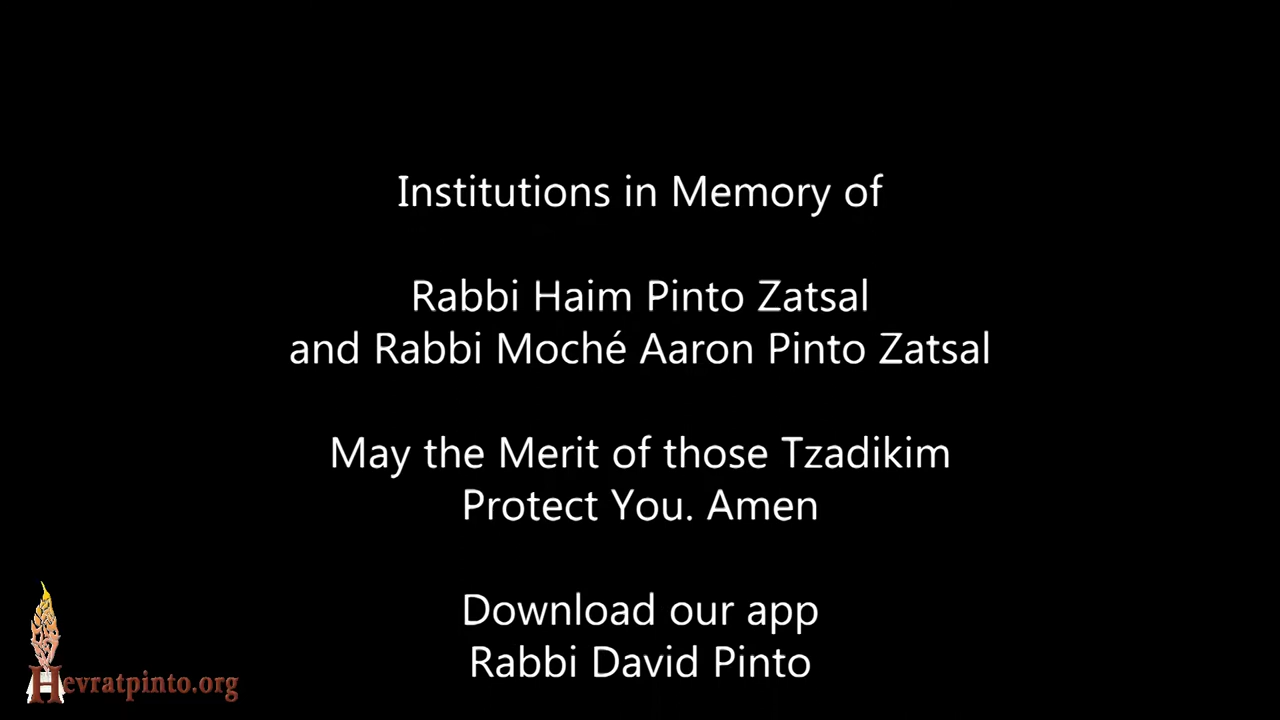 Institutions in Memory of
Rabbi Haim Pinto Zatsal
and Rabbi Moché Aaron Pinto Zatsal
May the Merit of those Tzadikim
Protect You. Amen
Download our app
Rabbi David Pinto
Hevratpinto.org